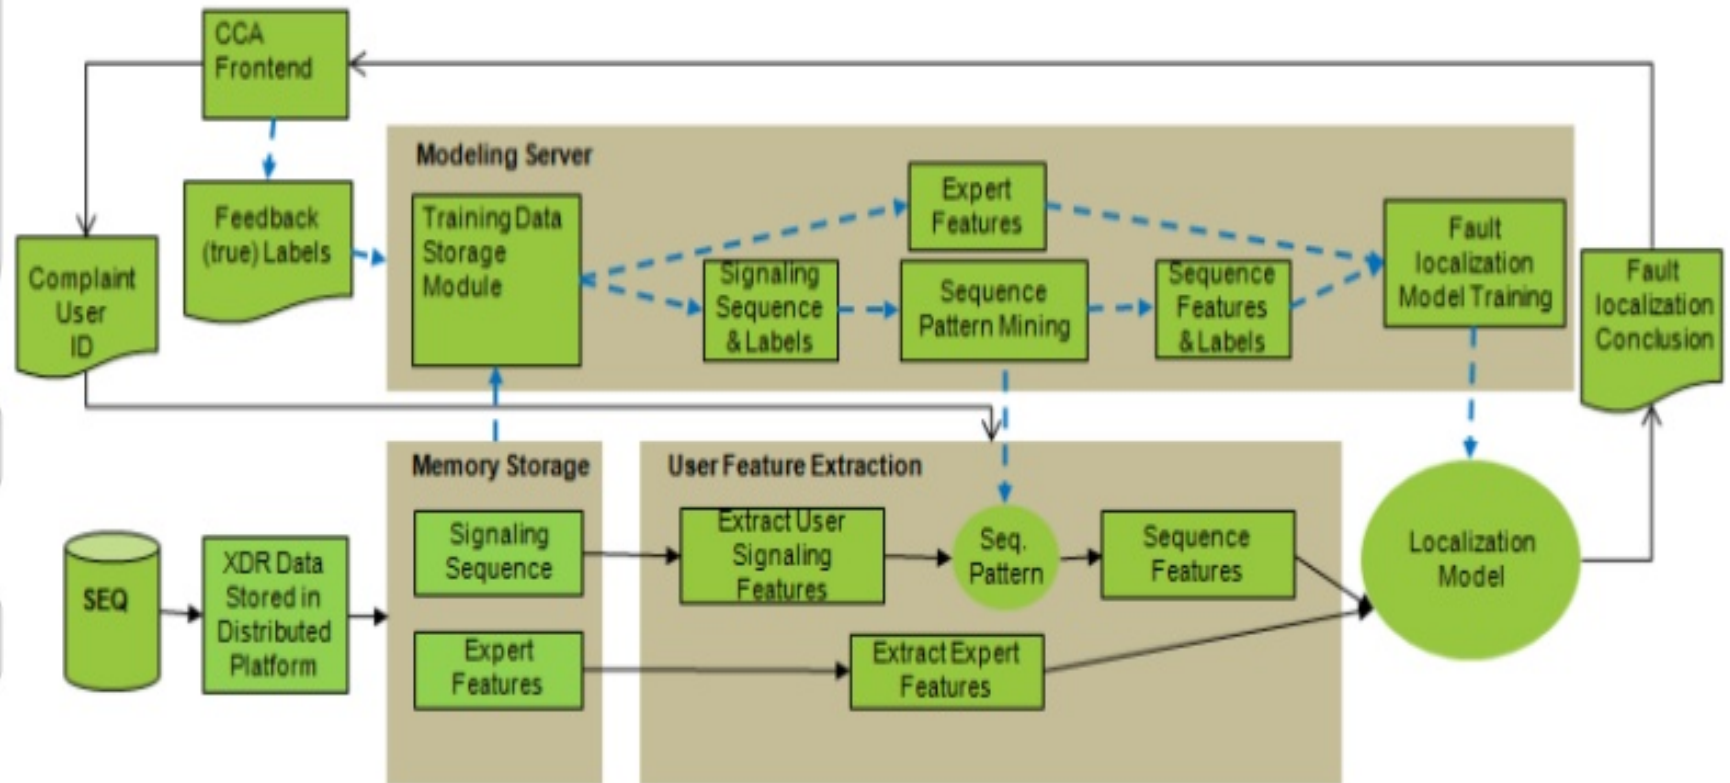 CCA
Frontend
Modeling Server
Feedback
(true) Labels
Training Data
Storage
Module
Expert
Features
Signaling
Sequence
& Labels
Sequence
Pattern Mining
Sequence
Features
& Labels
Fault
localization
Model Training
Fault
localization
Conclusion
Complaint
User
ID
Memory Storage
User Feature Extraction
SEQ
XDR Data
Stored in
Distributed
Platform
Signaling
Sequence
Expert
Features
Extract User
Signaling
Features
Seq.
Pattern
Sequence
Features
Extract Expert
Features
Localization
Model